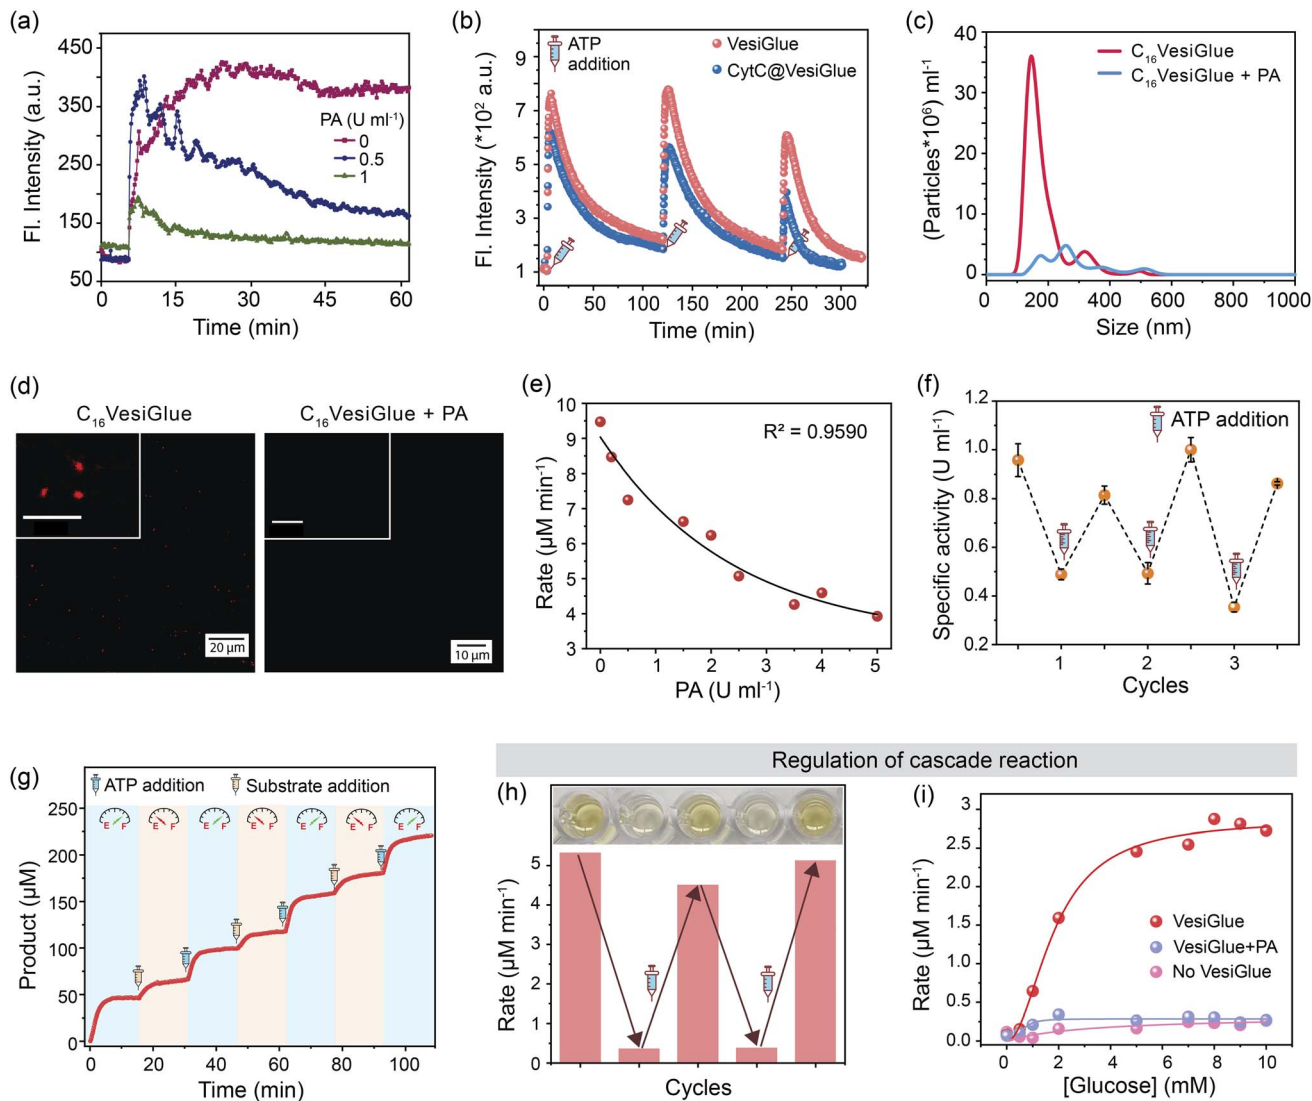 (a)
450
350
250
150
50
Fl. Intensity (a.u.)
PA (U ml⁻¹)
0
0.5
1
0 15 30 45 60
Time (min)
(b)
9
7
5
3
1
Fl. Intensity (*10² a.u.)
ATP
addition
VesiGlue
CytC@VesiGlue
0 50 100 150 200 250 300
Time (min)
(c)
40
30
20
10
0
(Particles*10⁶) ml⁻¹
C₁₆VesiGlue
C₁₆VesiGlue + PA
0 200 400 600 800 1000
Size (nm)
(d)
C₁₆VesiGlue
C₁₆VesiGlue + PA
20 µm
10 µm
(e)
10
9
8
7
6
5
4
3
Rate (µM min⁻¹)
R² = 0.9590
0 1 2 3 4 5
PA (U ml⁻¹)
(f)
1.2
1.0
0.8
0.6
0.4
0.2
Specific activity (U ml⁻¹)
ATP addition
1 2 3
Cycles
(g)
ATP addition
Substrate addition
250
200
150
100
50
0
Product (µM)
E F
E F
E F
E F
E F
E F
E F
0 20 40 60 80 100
Time (min)
Regulation of cascade reaction
(h)
5
4
3
2
1
0
Rate (µM min⁻¹)
Cycles
(i)
3.0
2.5
2.0
1.5
1.0
0.5
0.0
Rate (µM min⁻¹)
VesiGlue
VesiGlue+PA
No VesiGlue
0 2 4 6 8 10
[Glucose] (mM)